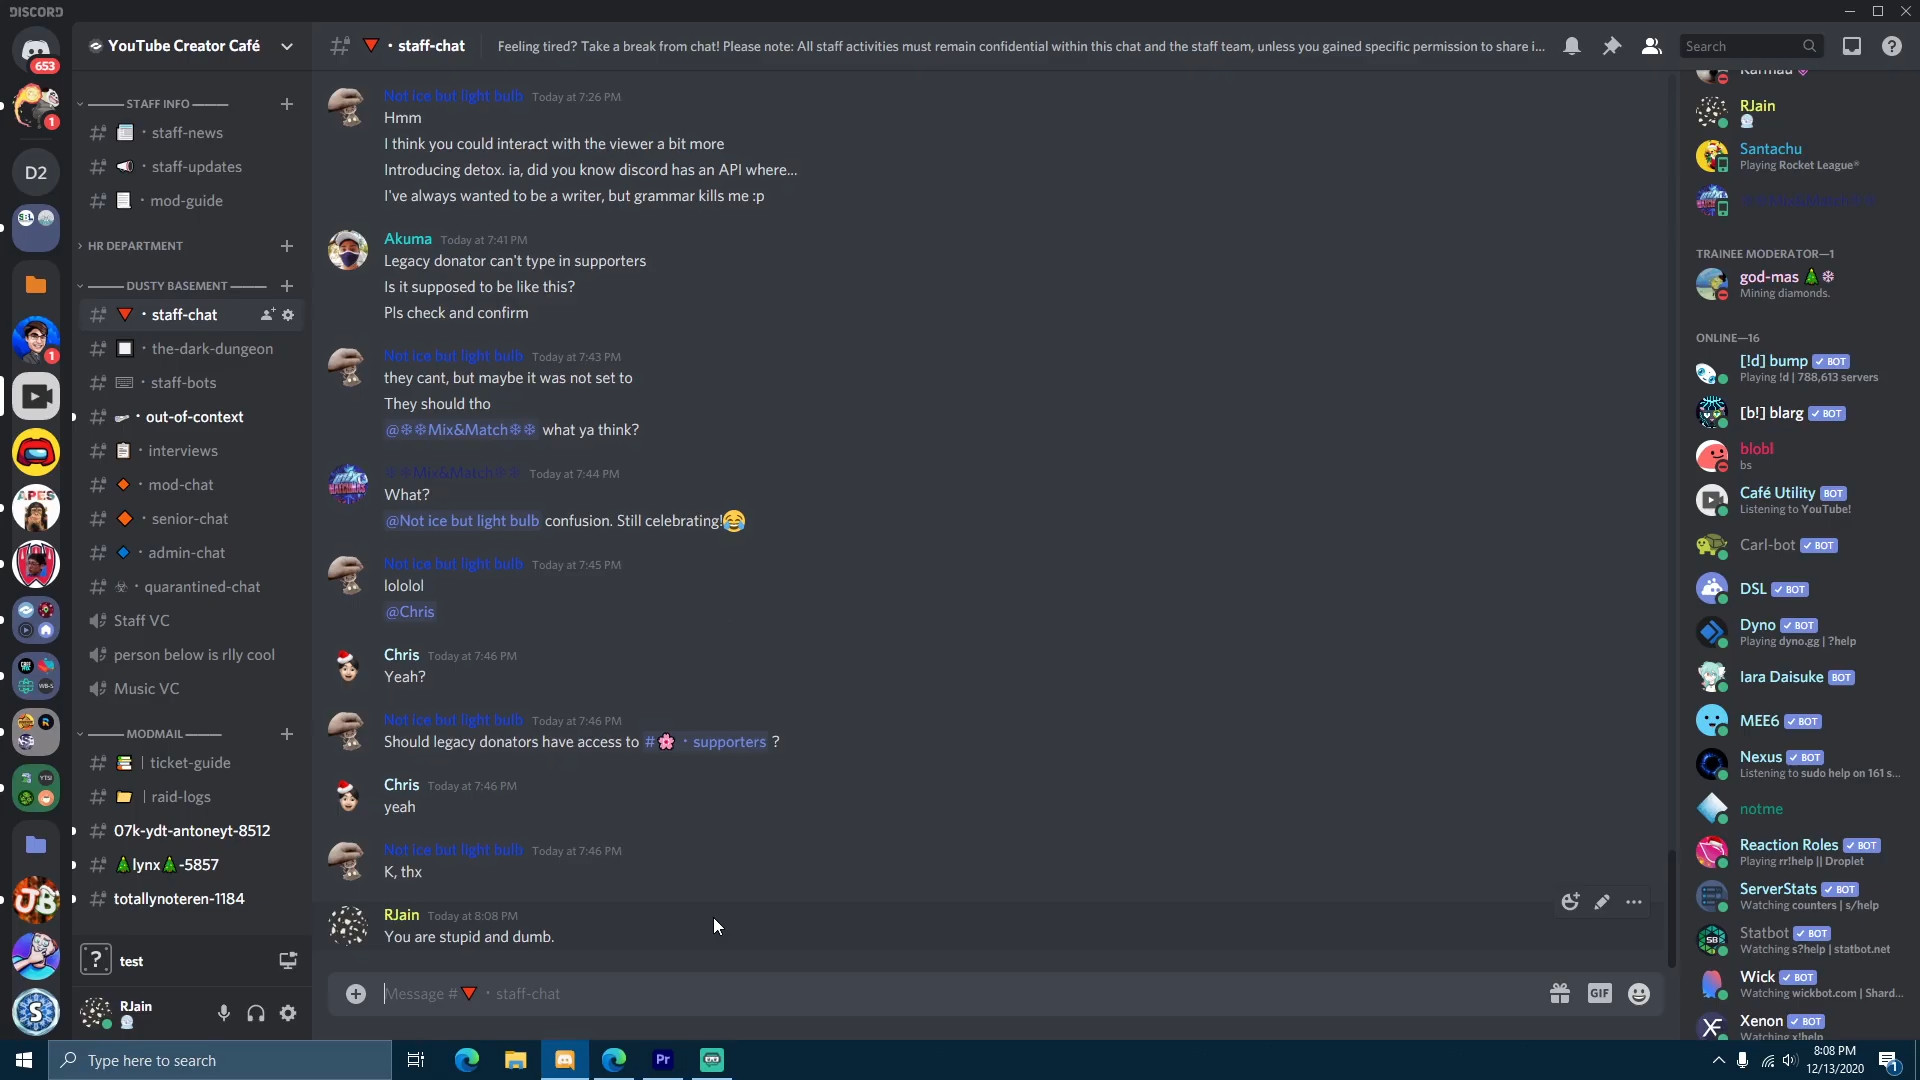 DISCORD
653
YouTube Creator Café
▾ ——— STAFF INFO ———
staff-news
staff-updates
mod-guide
HR DEPARTMENT
——— DUSTY BASEMENT ———
staff-chat
the-dark-dungeon
staff-bots
out-of-context
interviews
mod-chat
senior-chat
admin-chat
quarantined-chat
Staff VC
person below is rlly cool
Music VC
——— MODMAIL ———
| ticket-guide
| raid-logs
07k-ydt-antoneyt-8512
🎄lynx🎄-5857
totallynoteren-1184
test
RJain
1
D2
1
APES
S
staff-chat
Feeling tired? Take a break from chat! Please note: All staff activities must remain confidential within this chat and the staff team, unless you gained specific permission to share i...
Search
Not ice but light bulb Today at 7:26 PM
Hmm
I think you could interact with the viewer a bit more
Introducing detox. ia, did you know discord has an API where...
I've always wanted to be a writer, but grammar kills me :p
Akuma Today at 7:41 PM
Legacy donator can't type in supporters
Is it supposed to be like this?
Pls check and confirm
Not ice but light bulb Today at 7:43 PM
they cant, but maybe it was not set to
They should tho
@❄❄Mix&Match❄❄ what ya think?
❄❄Mix&Match❄❄ Today at 7:44 PM
What?
@Not ice but light bulb confusion. Still celebrating!😂
Not ice but light bulb Today at 7:45 PM
lololol
@Chris
Chris Today at 7:46 PM
Yeah?
Not ice but light bulb Today at 7:46 PM
Should legacy donators have access to #🌸・supporters ?
Chris Today at 7:46 PM
yeah
Not ice but light bulb Today at 7:46 PM
K, thx
RJain Today at 8:08 PM
You are stupid and dumb.
Message #🔻・staff-chat
GIF
RJain
Santachu
Playing Rocket League®
TRAINEE MODERATOR—1
god-mas 🎄❄
Mining diamonds.
ONLINE—16
[!d] bump ✓ BOT
Playing !d | 788,613 servers
[b!] blarg ✓ BOT
blobl
bs
Café Utility BOT
Listening to YouTube!
Carl-bot ✓ BOT
DSL ✓ BOT
Dyno ✓ BOT
Playing dyno.gg | ?help
Iara Daisuke BOT
MEE6 ✓ BOT
Nexus ✓ BOT
Listening to sudo help on 161 s...
notme
Reaction Roles ✓ BOT
Playing rr!help || Droplet
ServerStats ✓ BOT
Watching counters | s/help
Statbot ✓ BOT
Watching s?help | statbot.net
Wick ✓ BOT
Watching wickbot.com | Shard...
Xenon ✓ BOT
Watching x!help
Type here to search
Pr
8:08 PM
12/13/2020
1